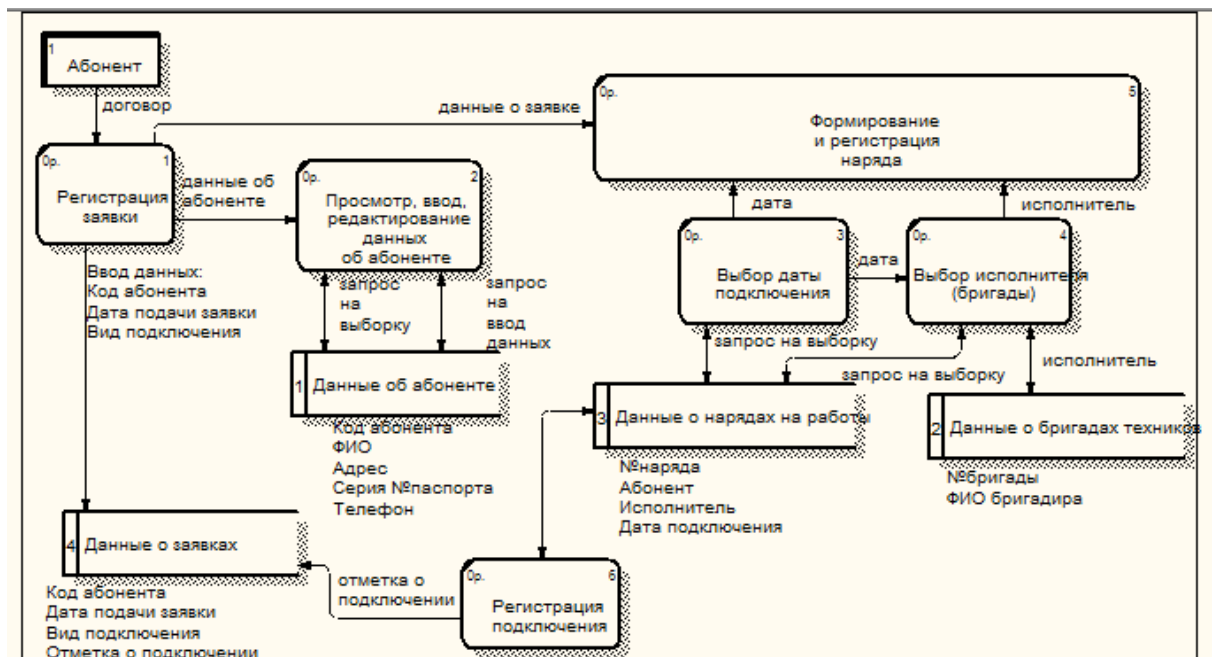 1
Абонент
договор
данные о заявке
0р.
5
Формирование
и регистрация
наряда
0р.
1
Регистрация
заявки
данные об
абоненте
0р.
2
Просмотр, ввод,
редактирование
данных
об абоненте
дата
исполнитель
0р.
3
Выбор даты
подключения
дата
0р.
4
Выбор исполнителя
(бригады)
Ввод данных:
Код абонента
Дата подачи заявки
Вид подключения
запрос
на
выборку
запрос
на
ввод
данных
запрос на выборку
запрос на выборку
исполнитель
1
Данные об абоненте
Код абонента
ФИО
Адрес
Серия №паспорта
Телефон
3
Данные о нарядах на работы
№наряда
Абонент
Исполнитель
Дата подключения
2
Данные о бригадах техников
№бригады
ФИО бригадира
4
Данные о заявках
Код абонента
Дата подачи заявки
Вид подключения
Отметка о подключении
отметка о
подключении
0р.
6
Регистрация
подключения